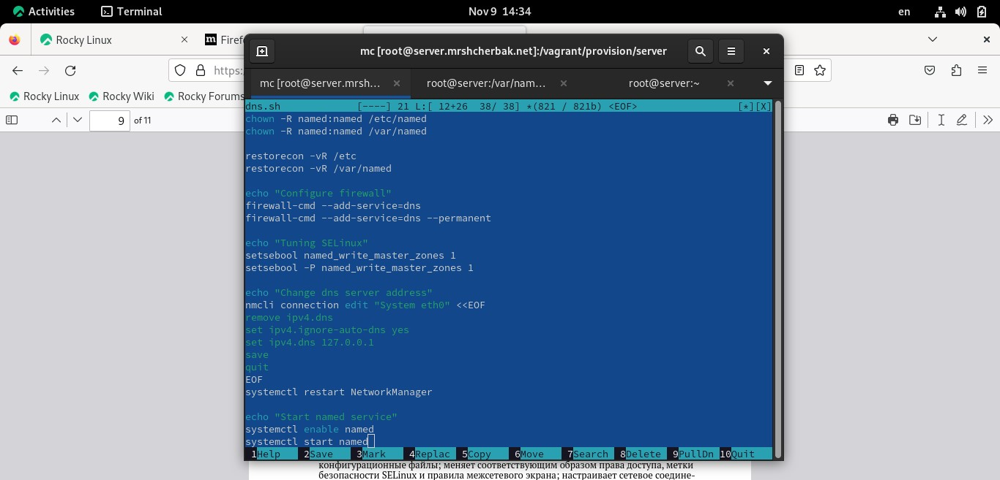 Activities Terminal Nov 9 14:34 en
Rocky Linux Firef
https:
Rocky Linux Rocky Wiki Rocky Forums
9 of 11
mc [root@server.mrshcherbak.net]:/vagrant/provision/server
mc [root@server.mrsh... root@server:/var/nam... root@server:~
dns.sh [----] 21 L:[ 12+26 38/ 38] *(821 / 821b) <EOF> [*][X]
chown -R named:named /etc/named
chown -R named:named /var/named
restorecon -vR /etc
restorecon -vR /var/named
echo "Configure firewall"
firewall-cmd --add-service=dns
firewall-cmd --add-service=dns --permanent
echo "Tuning SELinux"
setsebool named_write_master_zones 1
setsebool -P named_write_master_zones 1
echo "Change dns server address"
nmcli connection edit "System eth0" <<EOF
remove ipv4.dns
set ipv4.ignore-auto-dns yes
set ipv4.dns 127.0.0.1
save
quit
EOF
systemctl restart NetworkManager
echo "Start named service"
systemctl enable named
systemctl start named
1Help 2Save 3Mark 4Replac 5Copy 6Move 7Search 8Delete 9PullDn 10Quit
конфигурационные файлы; меняет соответствующим образом права доступа, метки
безопасности SELinux и правила межсетевого экрана; настраивает сетевое соедине-